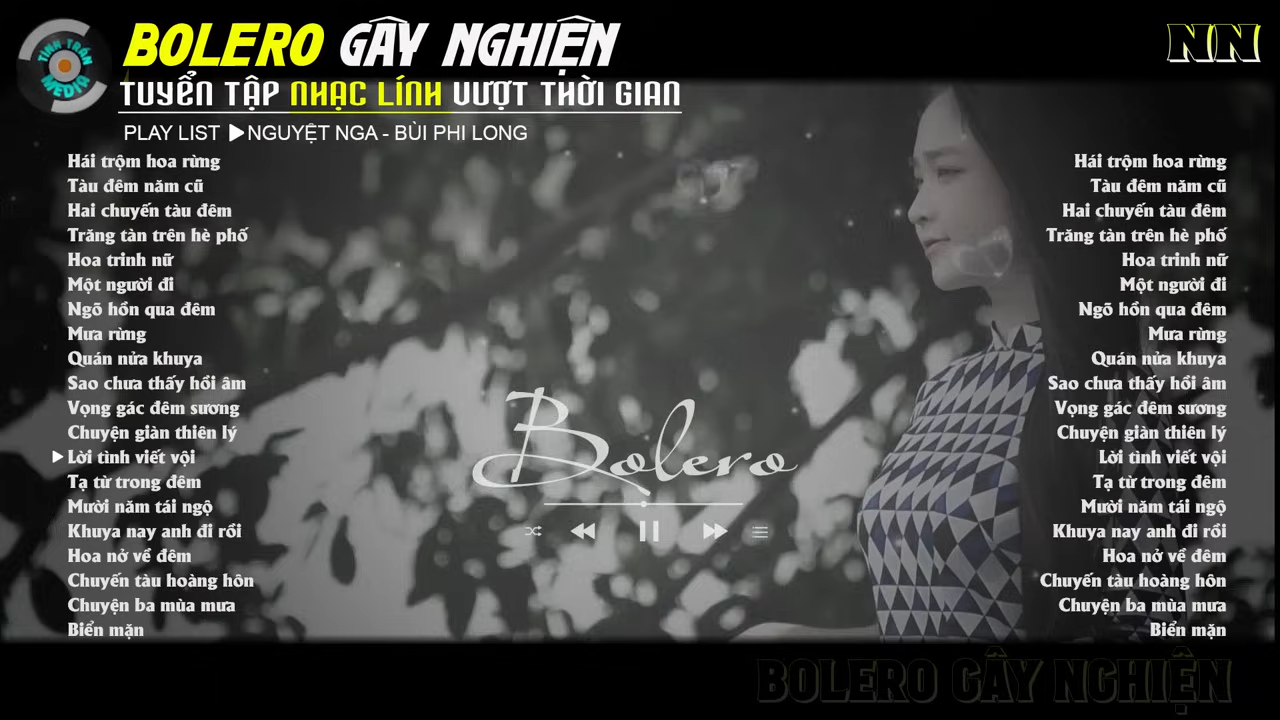 TÌNH TRẦN
MEDIA
BOLERO GÂY NGHIỆN
NN
TUYỂN TẬP NHẠC LÍNH VƯỢT THỜI GIAN
PLAY LIST NGUYỆT NGA - BÙI PHI LONG
Hái trộm hoa rừng
Tàu đêm năm cũ
Hai chuyến tàu đêm
Trăng tàn trên hè phố
Hoa trinh nữ
Một người đi
Ngõ hồn qua đêm
Mưa rừng
Quán nửa khuya
Sao chưa thấy hồi âm
Vọng gác đêm sương
Chuyện giàn thiên lý
Lời tình viết vội
Tạ từ trong đêm
Mười năm tái ngộ
Khuya nay anh đi rồi
Hoa nở về đêm
Chuyến tàu hoàng hôn
Chuyện ba mùa mưa
Biển mặn
Bolero
Hái trộm hoa rừng
Tàu đêm năm cũ
Hai chuyến tàu đêm
Trăng tàn trên hè phố
Hoa trinh nữ
Một người đi
Ngõ hồn qua đêm
Mưa rừng
Quán nửa khuya
Sao chưa thấy hồi âm
Vọng gác đêm sương
Chuyện giàn thiên lý
Lời tình viết vội
Tạ từ trong đêm
Mười năm tái ngộ
Khuya nay anh đi rồi
Hoa nở về đêm
Chuyến tàu hoàng hôn
Chuyện ba mùa mưa
Biển mặn
BOLERO GÂY NGHIỆN